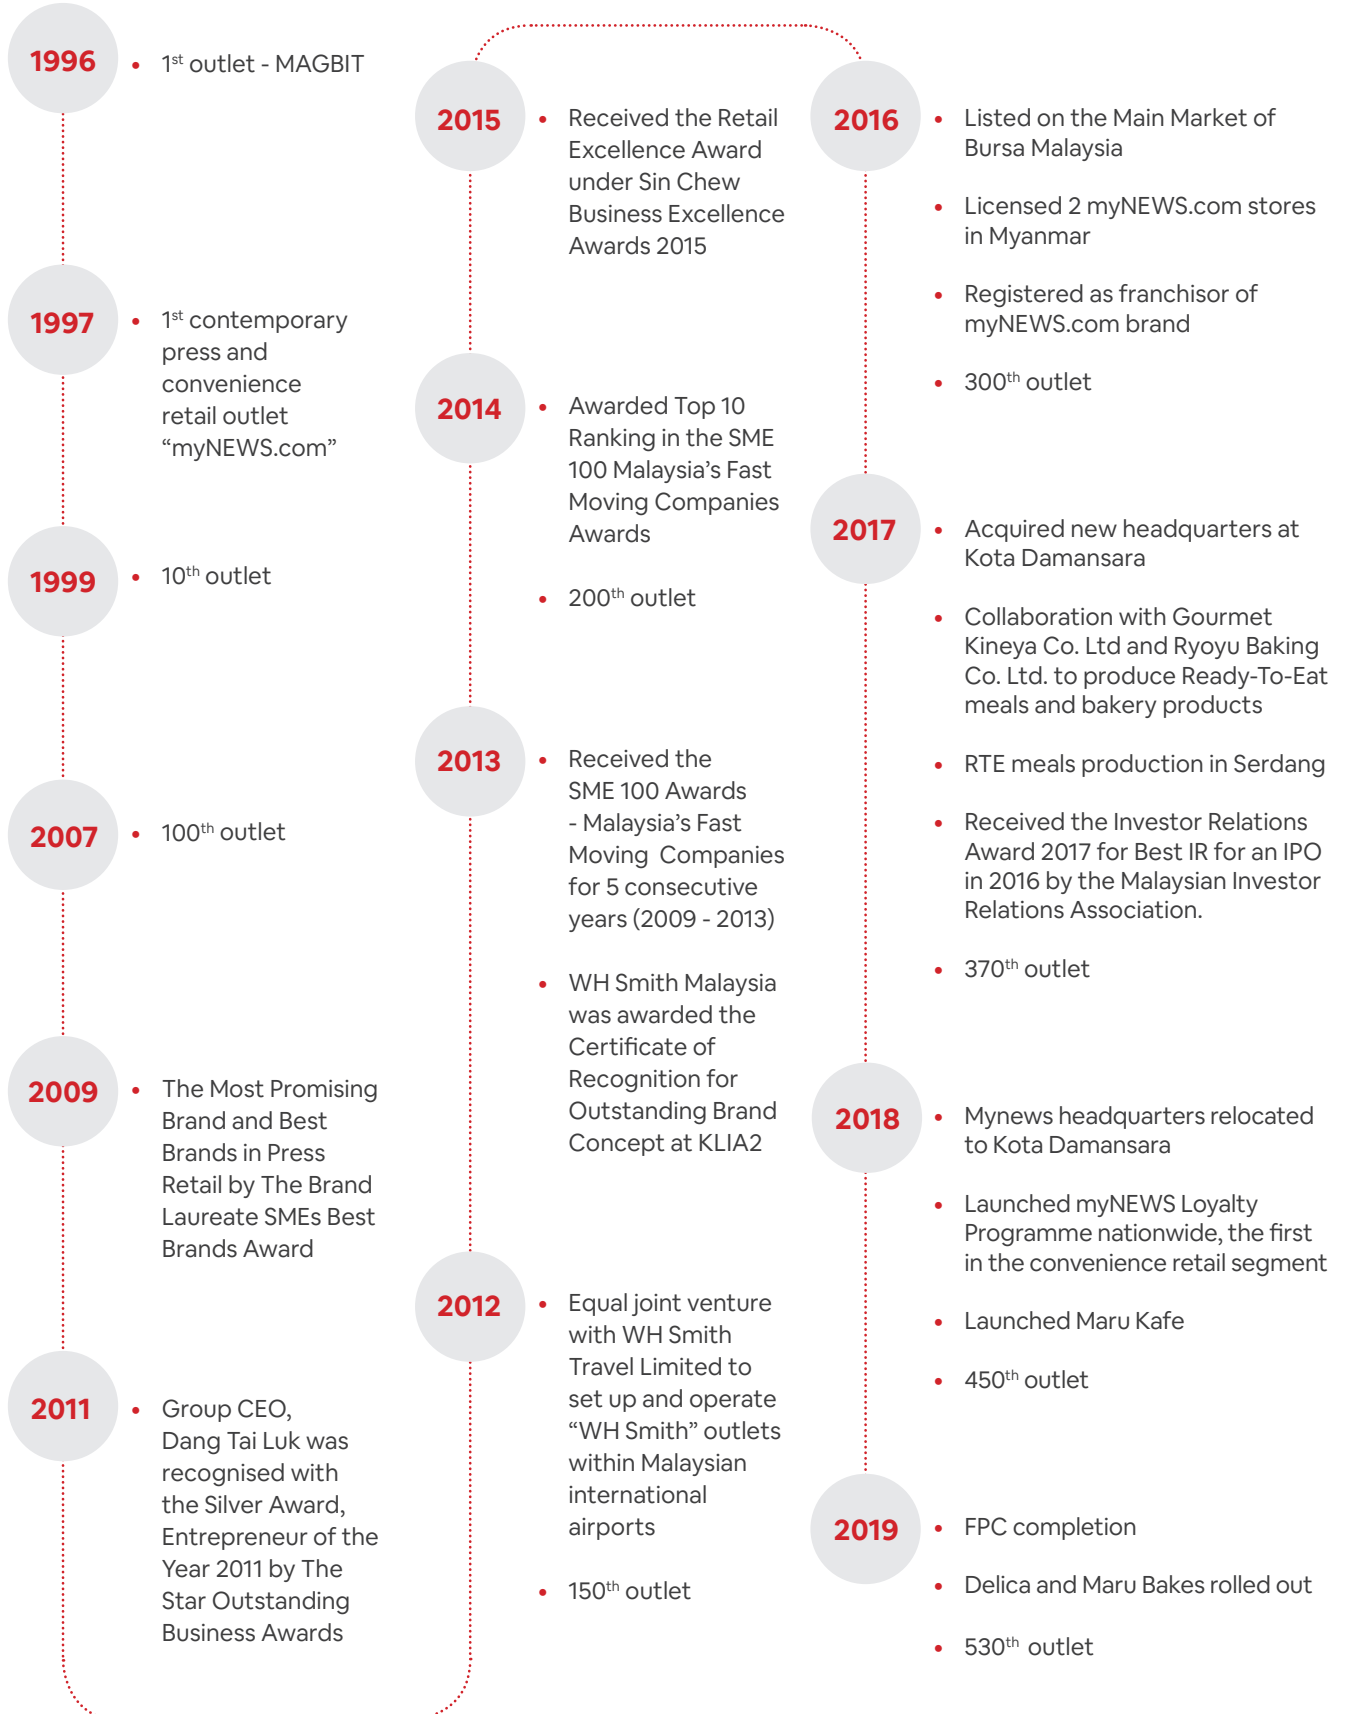 1996
• 1st outlet - MAGBIT
1997
• 1st contemporary
press and
convenience
retail outlet
“myNEWS.com”
1999
• 10th outlet
2007
• 100th outlet
2009
• The Most Promising
Brand and Best
Brands in Press
Retail by The Brand
Laureate SMEs Best
Brands Award
2011
• Group CEO,
Dang Tai Luk was
recognised with
the Silver Award,
Entrepreneur of the
Year 2011 by The
Star Outstanding
Business Awards
2012
• Equal joint venture
with WH Smith
Travel Limited to
set up and operate
“WH Smith” outlets
within Malaysian
international
airports
• 150th outlet
2013
• Received the
SME 100 Awards
- Malaysia’s Fast
Moving Companies
for 5 consecutive
years (2009 - 2013)
• WH Smith Malaysia
was awarded the
Certificate of
Recognition for
Outstanding Brand
Concept at KLIA2
2014
• Awarded Top 10
Ranking in the SME
100 Malaysia’s Fast
Moving Companies
Awards
• 200th outlet
2015
• Received the Retail
Excellence Award
under Sin Chew
Business Excellence
Awards 2015
2016
• Listed on the Main Market of
Bursa Malaysia
• Licensed 2 myNEWS.com stores
in Myanmar
• Registered as franchisor of
myNEWS.com brand
• 300th outlet
2017
• Acquired new headquarters at
Kota Damansara
• Collaboration with Gourmet
Kineya Co. Ltd and Ryoyu Baking
Co. Ltd. to produce Ready-To-Eat
meals and bakery products
• RTE meals production in Serdang
• Received the Investor Relations
Award 2017 for Best IR for an IPO
in 2016 by the Malaysian Investor
Relations Association.
• 370th outlet
2018
• Mynews headquarters relocated
to Kota Damansara
• Launched myNEWS Loyalty
Programme nationwide, the first
in the convenience retail segment
• Launched Maru Kafe
• 450th outlet
2019
• FPC completion
• Delica and Maru Bakes rolled out
• 530th outlet